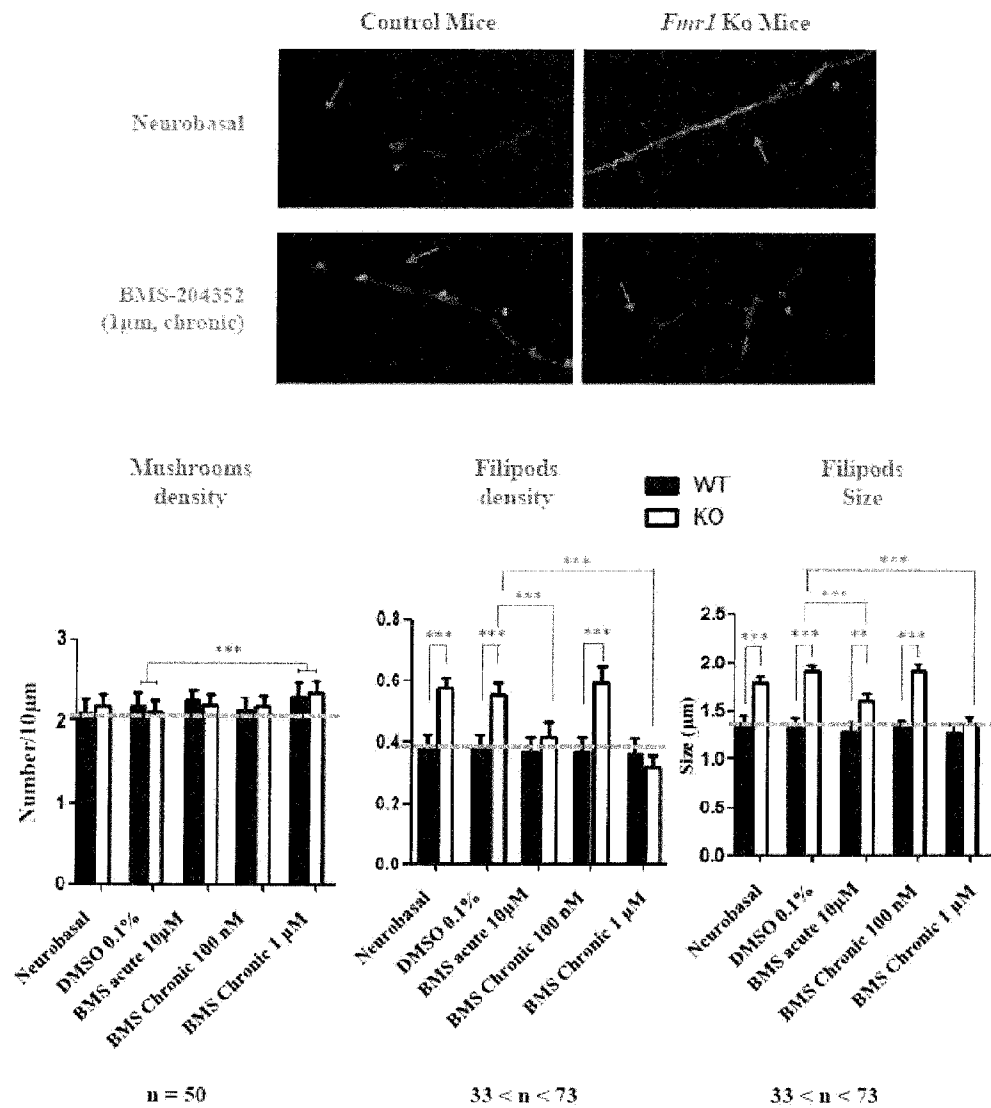 Control Mice
Fmr1 Ko Mice
Neurobasal
BMS-204352
(1µm, chronic)
Mushrooms
density
Filipods
density
WT
KO
Filipods
Size
Number/10µm
3
2
1
0
***
Neurobasal
DMSO 0.1%
BMS acute 10µM
BMS Chronic 100 nM
BMS Chronic 1 µM
n = 50
0.8
0.6
0.4
0.2
0.0
***
***
***
***
***
Neurobasal
DMSO 0.1%
BMS acute 10µM
BMS Chronic 100 nM
BMS Chronic 1 µM
33 < n < 73
Size (µm)
2.5
2.0
1.5
1.0
0.5
0.0
***
***
***
***
**
***
Neurobasal
DMSO 0.1%
BMS acute 10µM
BMS Chronic 100 nM
BMS Chronic 1 µM
33 < n < 73